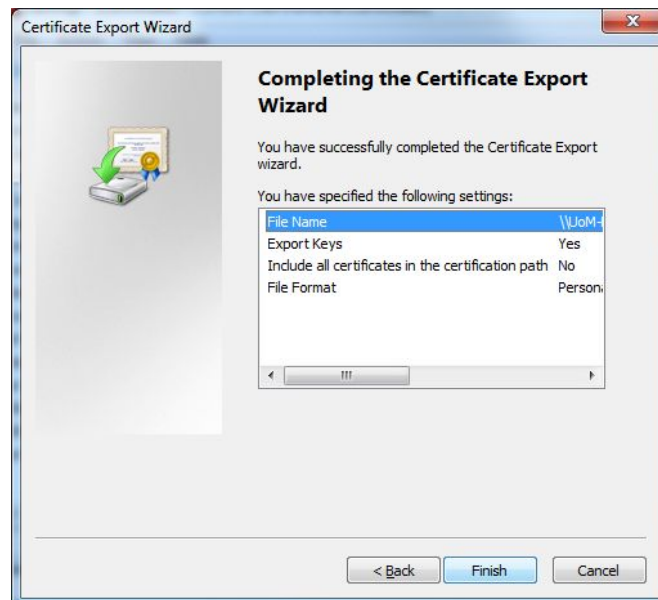 Certificate Export Wizard
Completing the Certificate Export
Wizard
You have successfully completed the Certificate Export
wizard.
You have specified the following settings:
File Name \\UoM-
Export Keys Yes
Include all certificates in the certification path No
File Format Persona
< Back Finish Cancel